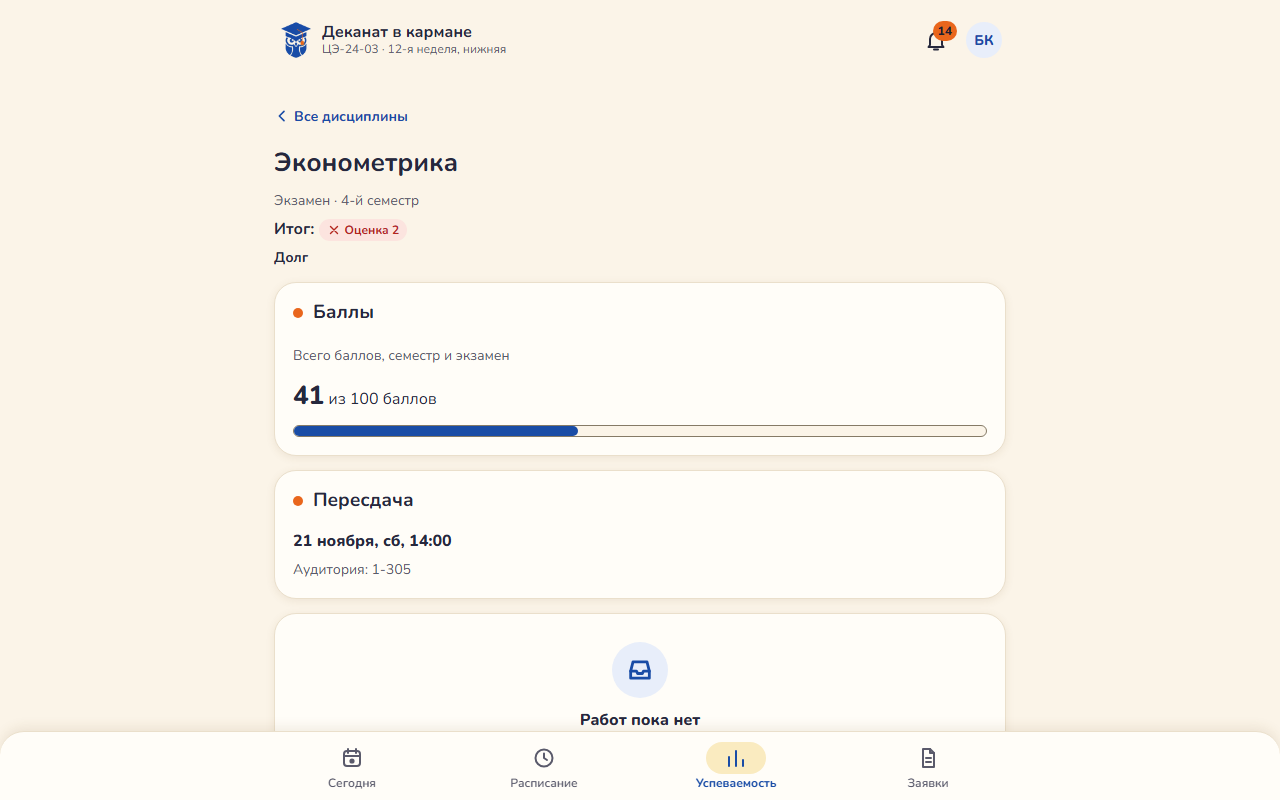 Деканат в кармане
ЦЭ-24-03 · 12-я неделя, нижняя
14
БК
Все дисциплины
Эконометрика
Экзамен · 4-й семестр
Итог: Оценка 2
Долг
Баллы
Всего баллов, семестр и экзамен
41 из 100 баллов
Пересдача
21 ноября, сб, 14:00
Аудитория: 1-305
Работ пока нет
Сегодня
Расписание
Успеваемость
Заявки